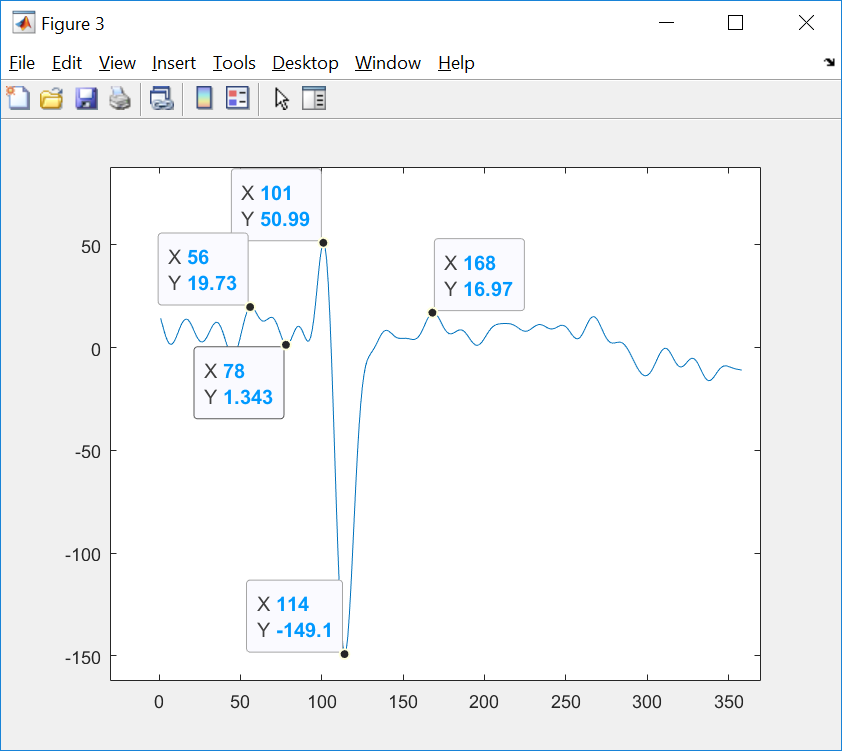 Figure 3
File Edit View Insert Tools Desktop Window Help
X 101
Y 50.99
X 56
Y 19.73
X 168
Y 16.97
X 78
Y 1.343
X 114
Y -149.1
50
0
-50
-100
-150
0 50 100 150 200 250 300 350